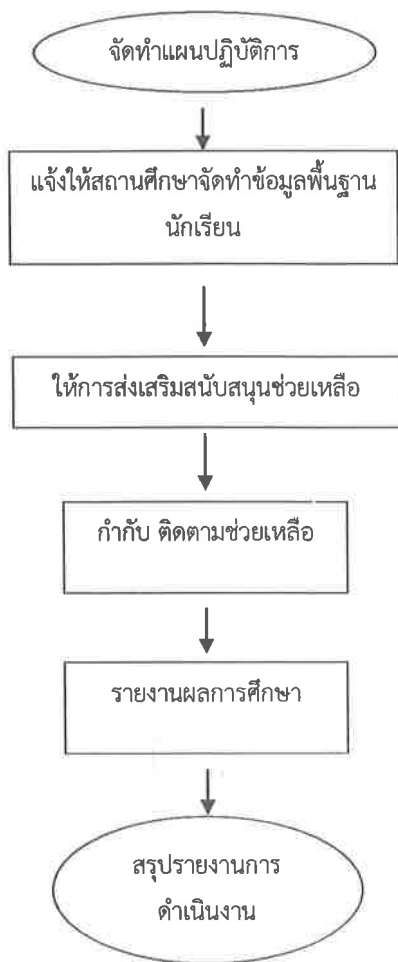 จัดทำแผนปฏิบัติการ
แจ้งให้สถานศึกษาจัดทำข้อมูลพื้นฐาน
นักเรียน
ให้การส่งเสริมสนับสนุนช่วยเหลือ
กำกับ ติดตามช่วยเหลือ
รายงานผลการศึกษา
สรุปรายงานการ
ดำเนินงาน